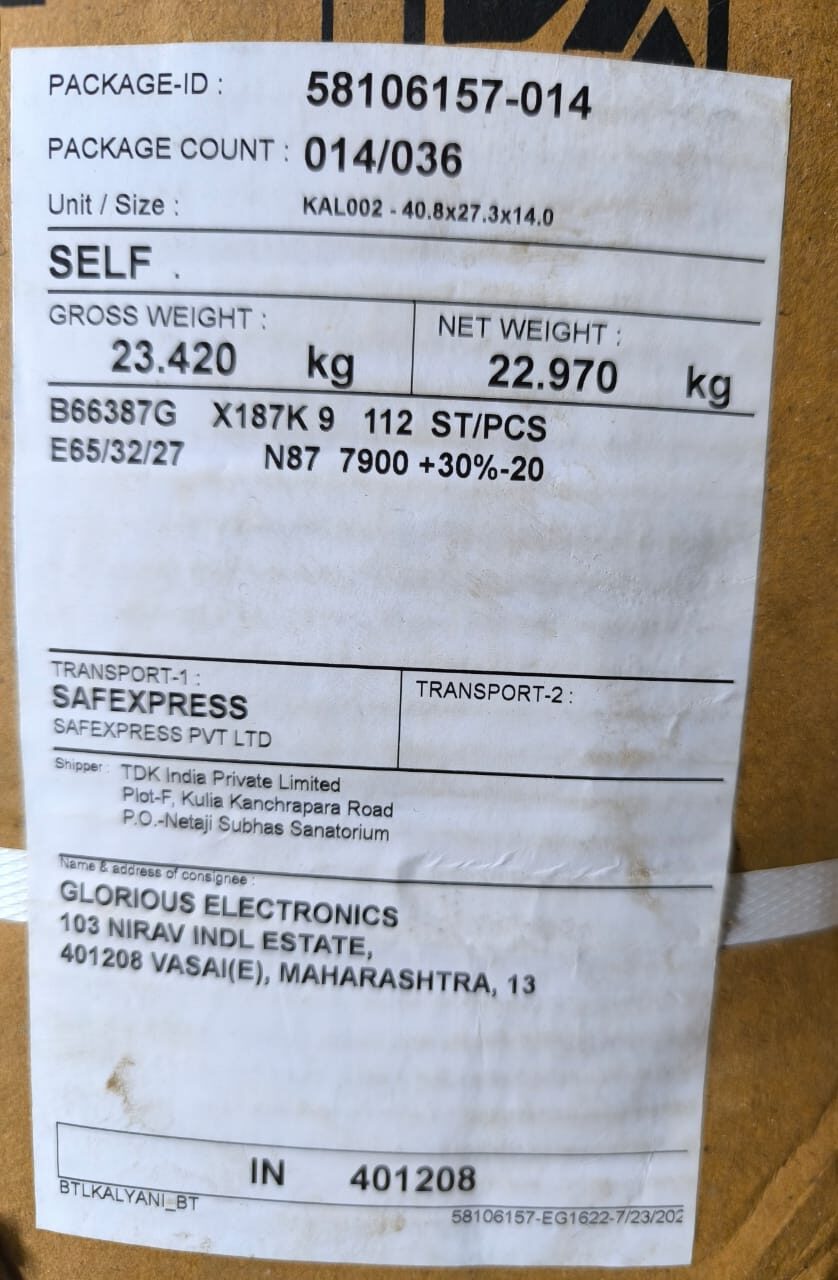 PACKAGE-ID : 58106157-014
PACKAGE COUNT : 014/036
Unit / Size : KAL002 - 40.8x27.3x14.0
SELF .
GROSS WEIGHT : NET WEIGHT :
23.420 kg 22.970 kg
B66387G X187K 9 112 ST/PCS
E65/32/27 N87 7900 +30%-20
TRANSPORT-1 : TRANSPORT-2 :
SAFEXPRESS
SAFEXPRESS PVT LTD
Shipper : TDK India Private Limited
Plot-F, Kulia Kanchrapara Road
P.O.-Netaji Subhas Sanatorium
Name & address of consignee :
GLORIOUS ELECTRONICS
103 NIRAV INDL ESTATE,
401208 VASAI(E), MAHARASHTRA, 13
IN 401208
BTLKALYANI_BT 58106157-EG1622-7/23/202